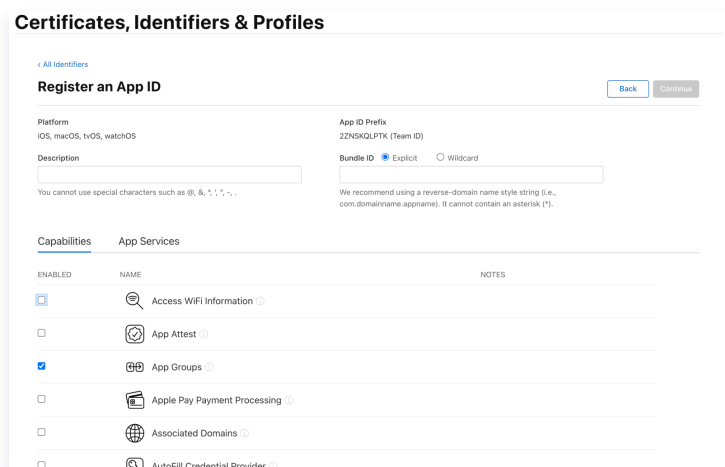 Certificates, Identifiers & Profiles
‹ All Identifiers
Register an App ID
Back
Continue
Platform
iOS, macOS, tvOS, watchOS
App ID Prefix
2ZNSKQLPTK (Team ID)
Description
You cannot use special characters such as @, &, *, ', ", -, .
Bundle ID Explicit Wildcard
We recommend using a reverse-domain name style string (i.e.,
com.domainname.appname). It cannot contain an asterisk (*).
Capabilities App Services
ENABLED NAME NOTES
Access WiFi Information
App Attest
App Groups
Apple Pay Payment Processing
Associated Domains
AutoFill Credential Provider